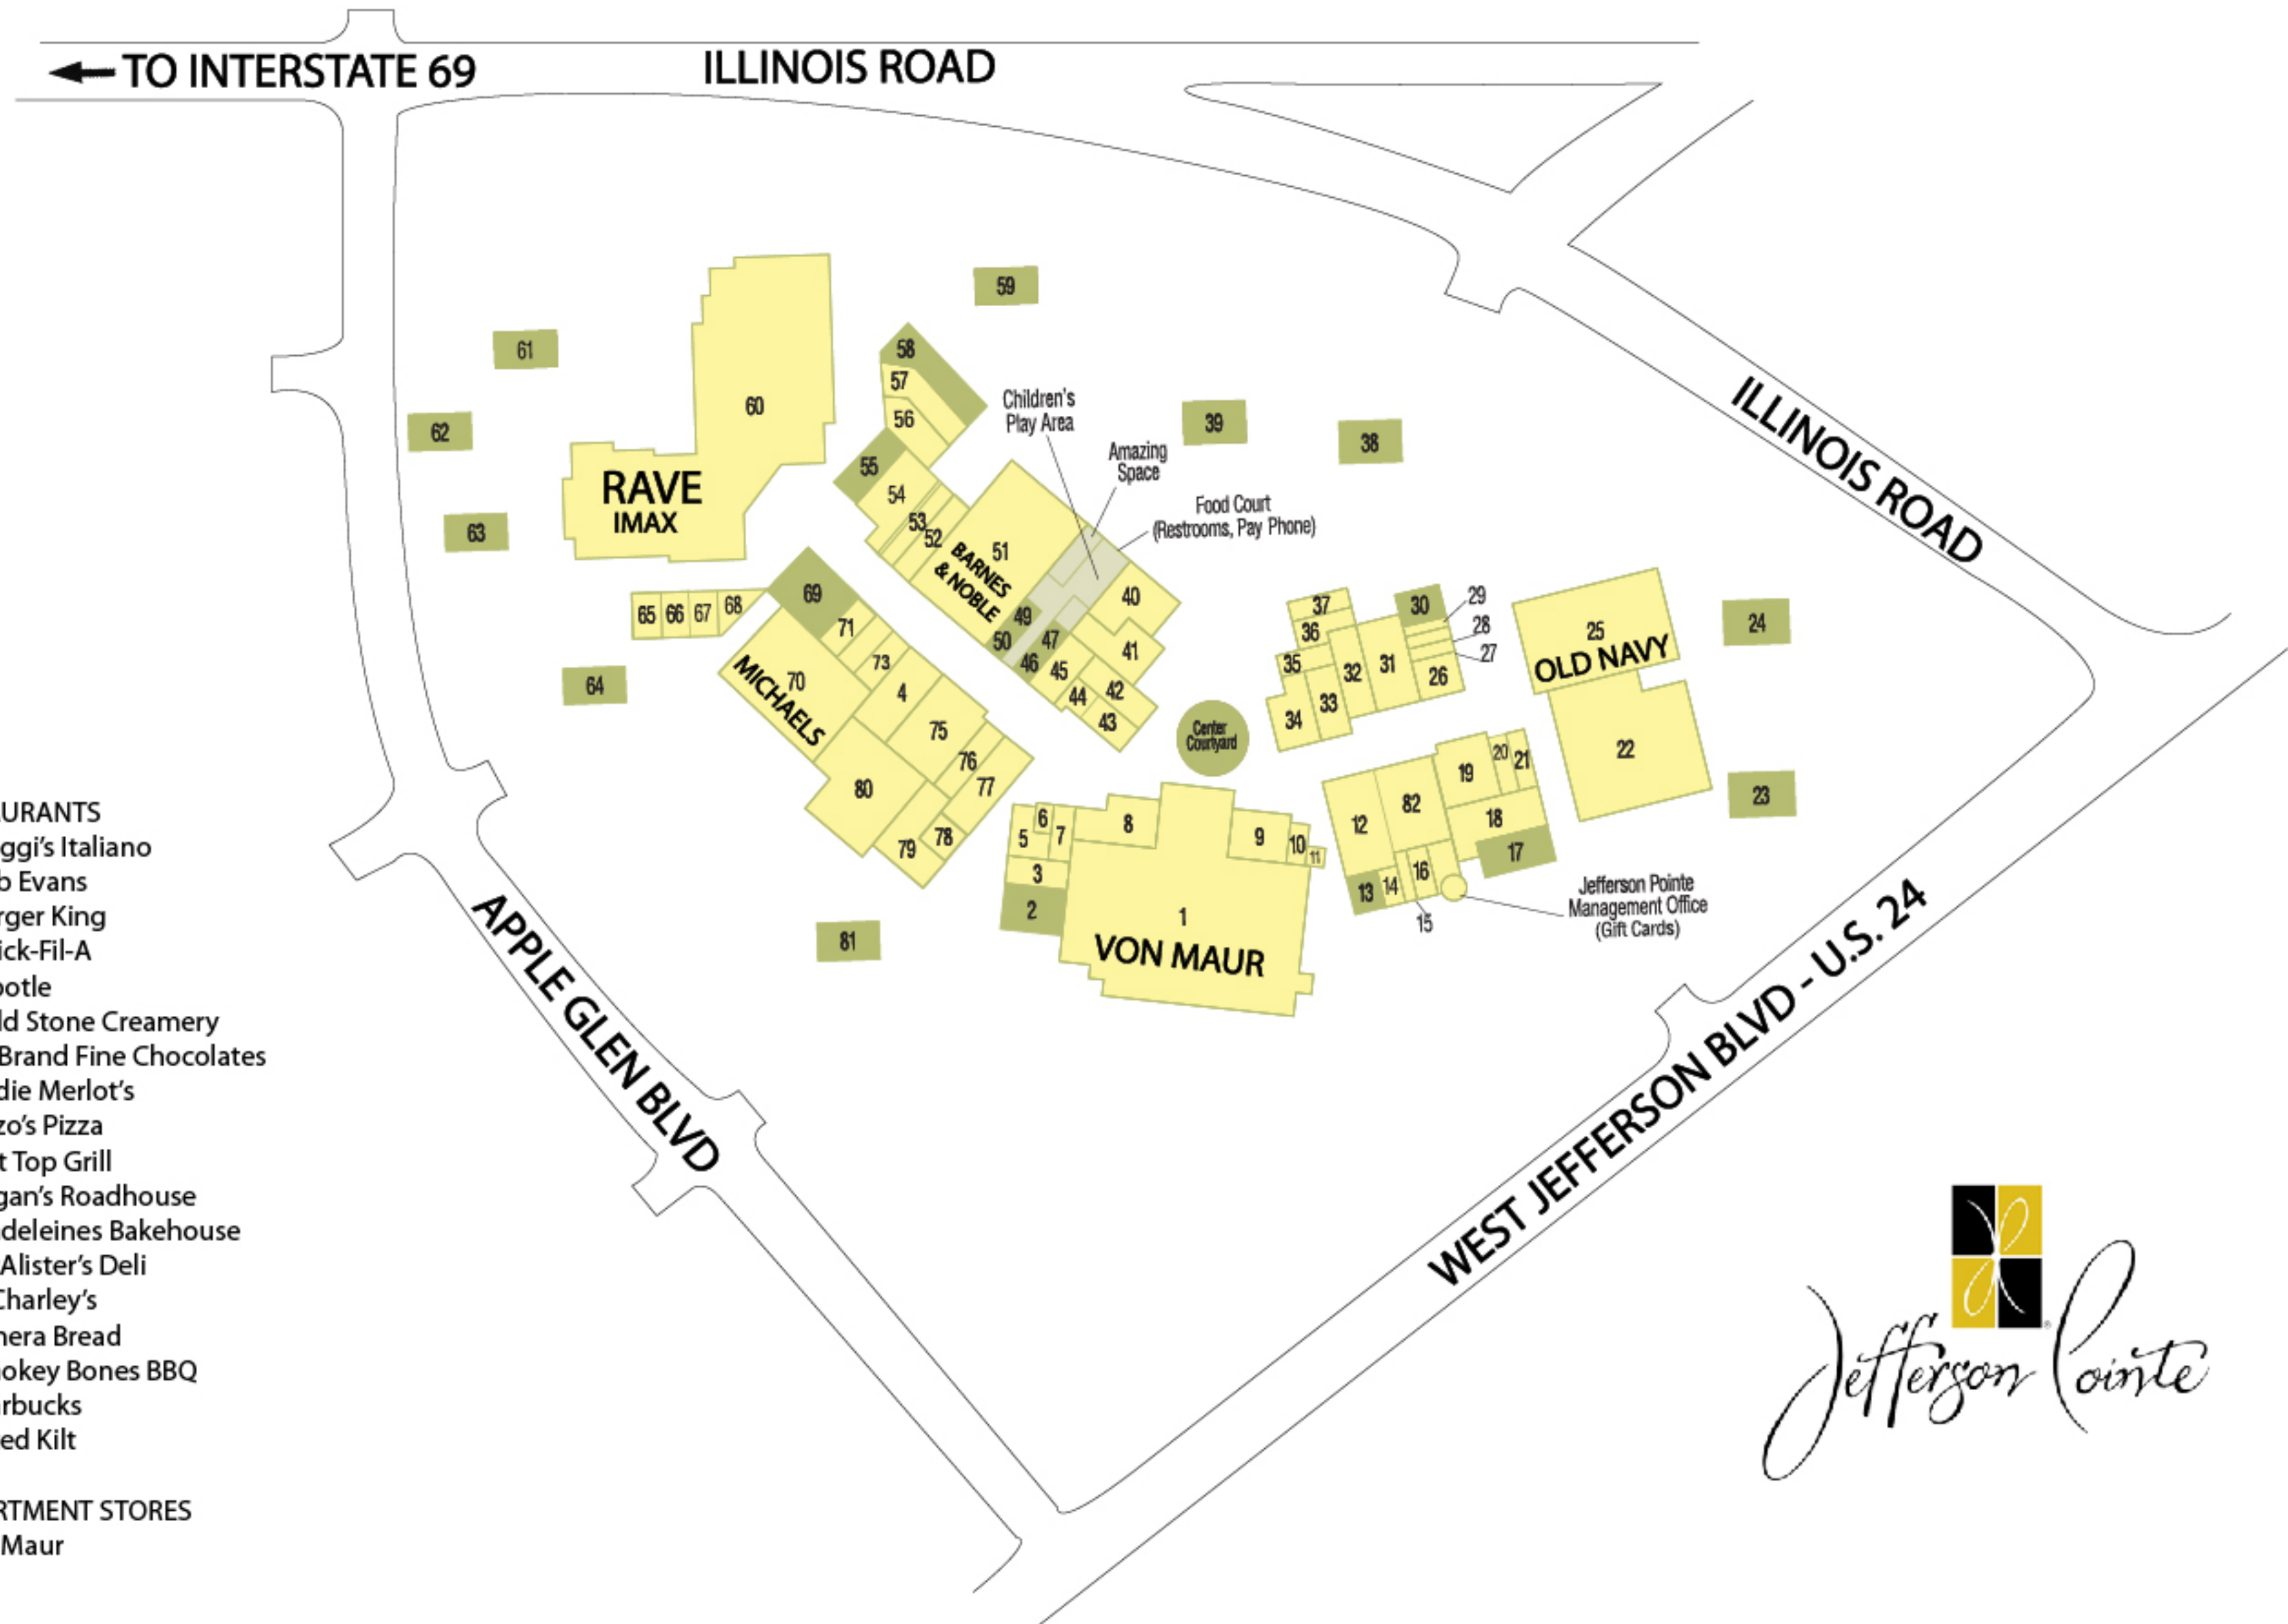 TO INTERSTATE 69
ILLINOIS ROAD
59
61
58
57
60
56
62
39
38
Children's
Play Area
Amazing
Space
Food Court
(Restrooms, Pay Phone)
ILLINOIS ROAD
55
54
53
52
RAVE
IMAX
63
51
BARNES
& NOBLE
49
50
47
46
45
44
43
42
41
40
65
66
67
68
69
71
73
4
70
MICHAELS
75
76
77
78
79
80
64
37
36
35
34
33
32
31
30
29
28
27
26
25
OLD NAVY
24
22
23
Center
Courtyard
5
6
7
8
3
2
1
VON MAUR
9
10
11
12
82
19
20
21
18
17
13
14
16
15
Jefferson Pointe
Management Office
(Gift Cards)
81
APPLE GLEN BLVD
WEST JEFFERSON BLVD - U.S. 24
URANTS
ggi's Italiano
b Evans
rger King
ick-Fil-A
otle
ld Stone Creamery
Brand Fine Chocolates
die Merlot's
zo's Pizza
t Top Grill
gan's Roadhouse
deleines Bakehouse
Alister's Deli
Charley's
nera Bread
okey Bones BBQ
rbucks
ed Kilt
RTMENT STORES
Maur
Jefferson Pointe